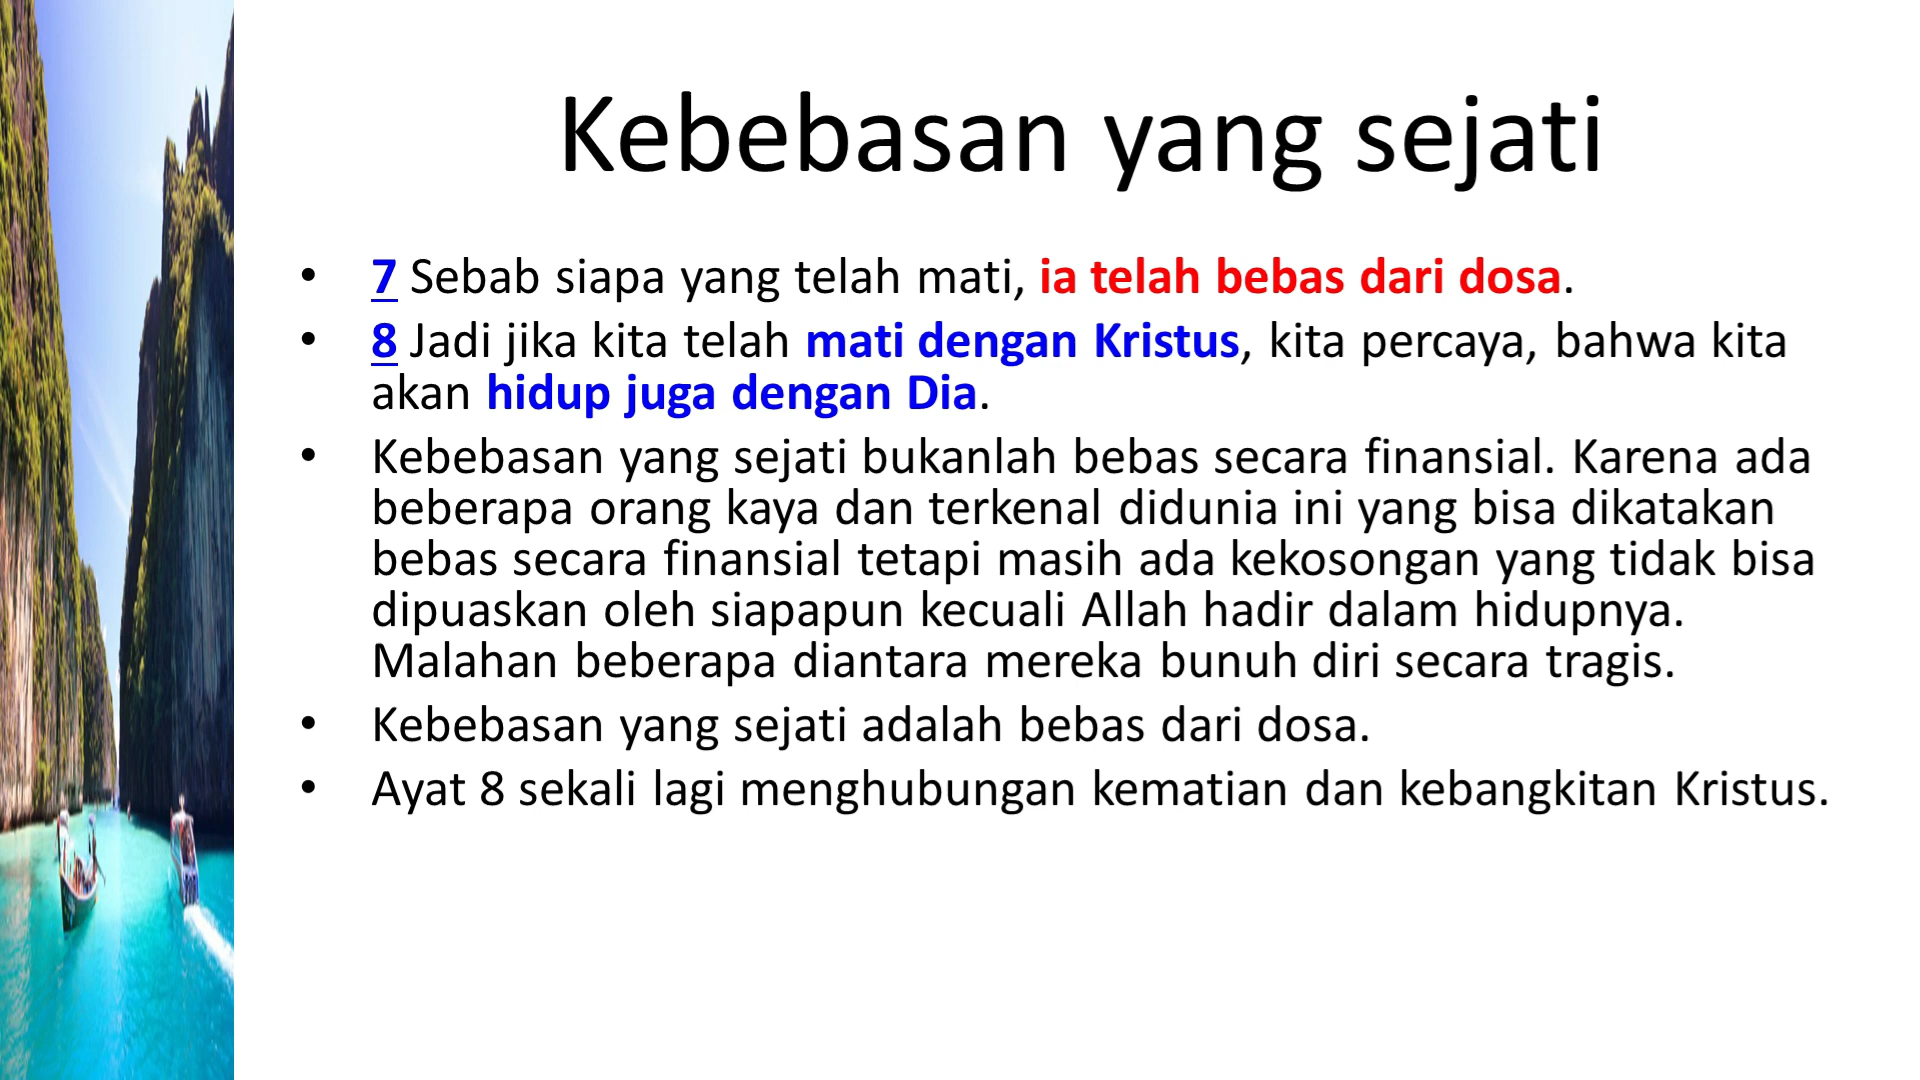 Kebebasan yang sejati
• 7 Sebab siapa yang telah mati, ia telah bebas dari dosa.
• 8 Jadi jika kita telah mati dengan Kristus, kita percaya, bahwa kita
akan hidup juga dengan Dia.
• Kebebasan yang sejati bukanlah bebas secara finansial. Karena ada
beberapa orang kaya dan terkenal didunia ini yang bisa dikatakan
bebas secara finansial tetapi masih ada kekosongan yang tidak bisa
dipuaskan oleh siapapun kecuali Allah hadir dalam hidupnya.
Malahan beberapa diantara mereka bunuh diri secara tragis.
• Kebebasan yang sejati adalah bebas dari dosa.
• Ayat 8 sekali lagi menghubungan kematian dan kebangkitan Kristus.